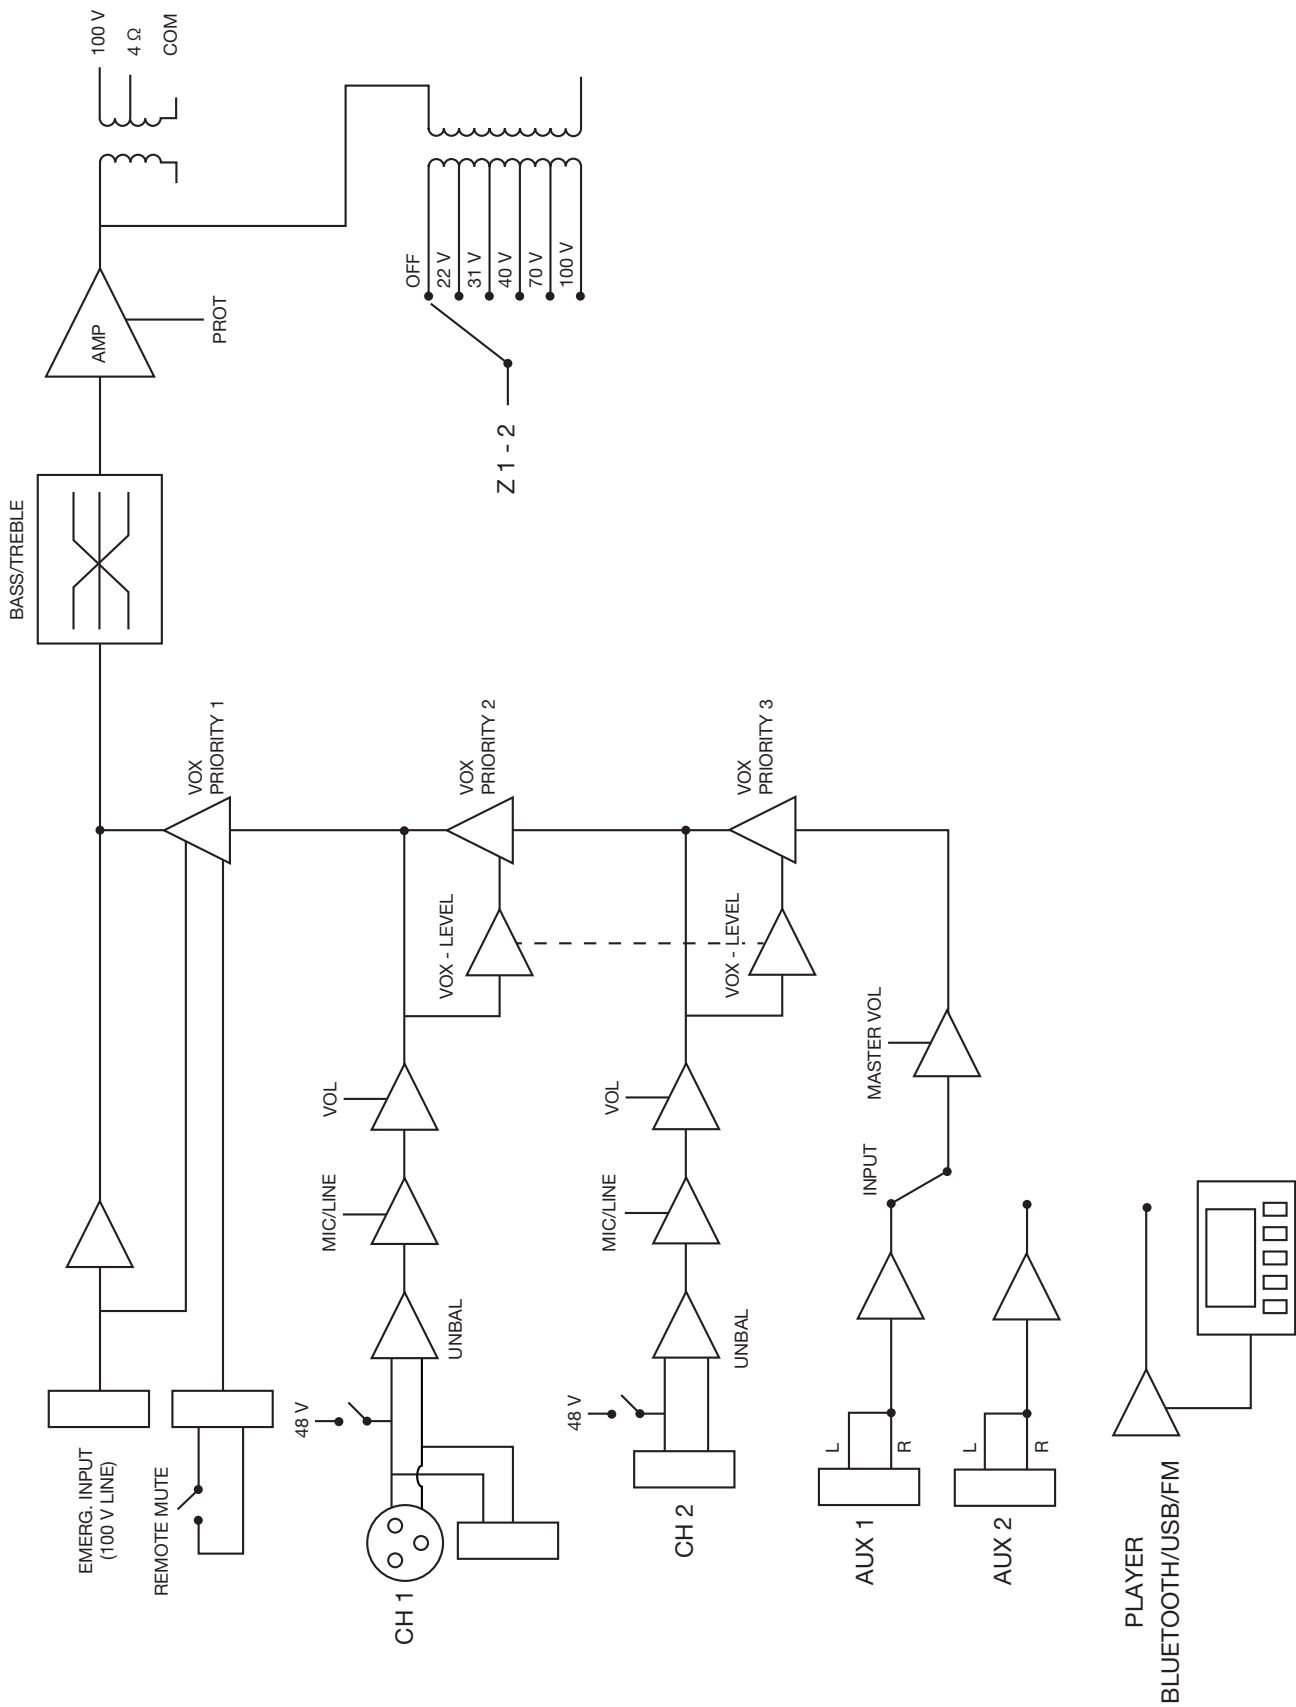 EMERG. INPUT
(100 V LINE)
REMOTE MUTE
CH 1
48 V
UNBAL
MIC/LINE
VOL
VOX - LEVEL
CH 2
48 V
UNBAL
MIC/LINE
VOL
VOX - LEVEL
AUX 1
L
R
AUX 2
L
R
INPUT
MASTER VOL
PLAYER
BLUETOOTH/USB/FM
VOX
PRIORITY 1
VOX
PRIORITY 2
VOX
PRIORITY 3
BASS/TREBLE
AMP
PROT
100 V
4 Ω
COM
Z 1 - 2
OFF
22 V
31 V
40 V
70 V
100 V